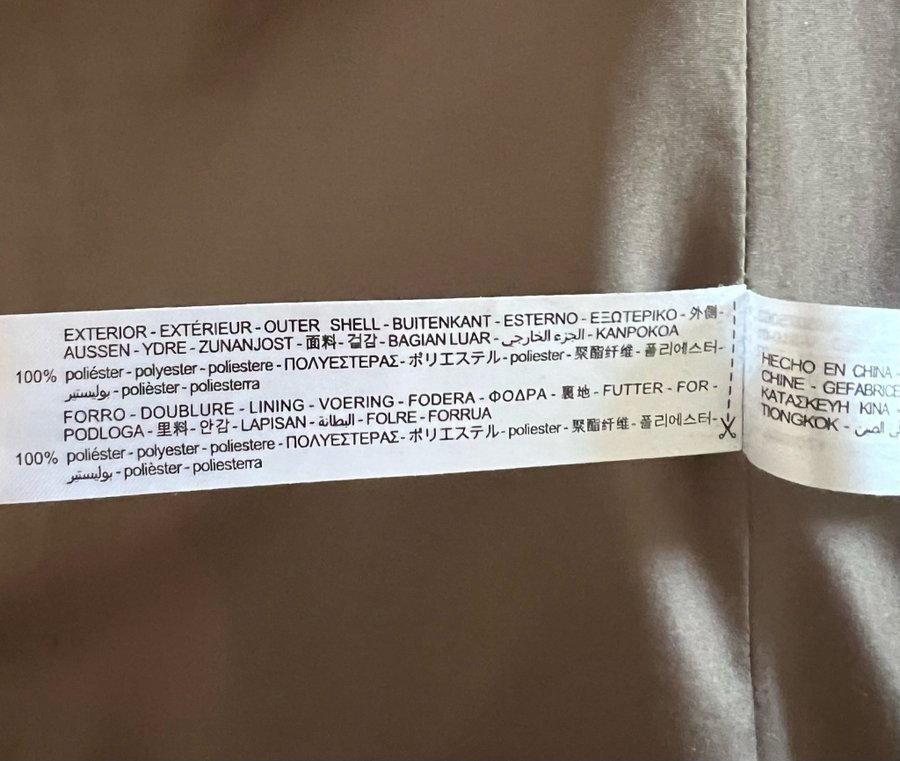 EXTERIOR - EXTÉRIEUR - OUTER SHELL - BUITENKANT - ESTERNO - ΕΞΩΤΕΡΙΚΟ - 外側 -
AUSSEN - YDRE - ZUNANJOST - 面料 - 겉감 - BAGIAN LUAR - الجزء الخارجي - KANPOKOA
100% poliéster - polyester - poliestere - ΠΟΛΥΕΣΤΕΡΑΣ - ポリエステル - poliester - 聚酯纤维 - 폴리에스터 -
بوليستير - polièster - poliesterra
FORRO - DOUBLURE - LINING - VOERING - FODERA - ΦΟΔΡΑ - 裏地 - FUTTER - FOR -
PODLOGA - 里料 - 안감 - LAPISAN - البطانة - FOLRE - FORRUA
100% poliéster - polyester - poliestere - ΠΟΛΥΕΣΤΕΡΑΣ - ポリエステル - poliester - 聚酯纤维 - 폴리에스터 -
بوليستير - polièster - poliesterra
HECHO EN CHINA -
CHINE - GEFABRICE
ΚΑΤΑΣΚΕΥΗ ΚΙΝΑ -
TIONGKOK - في الصين